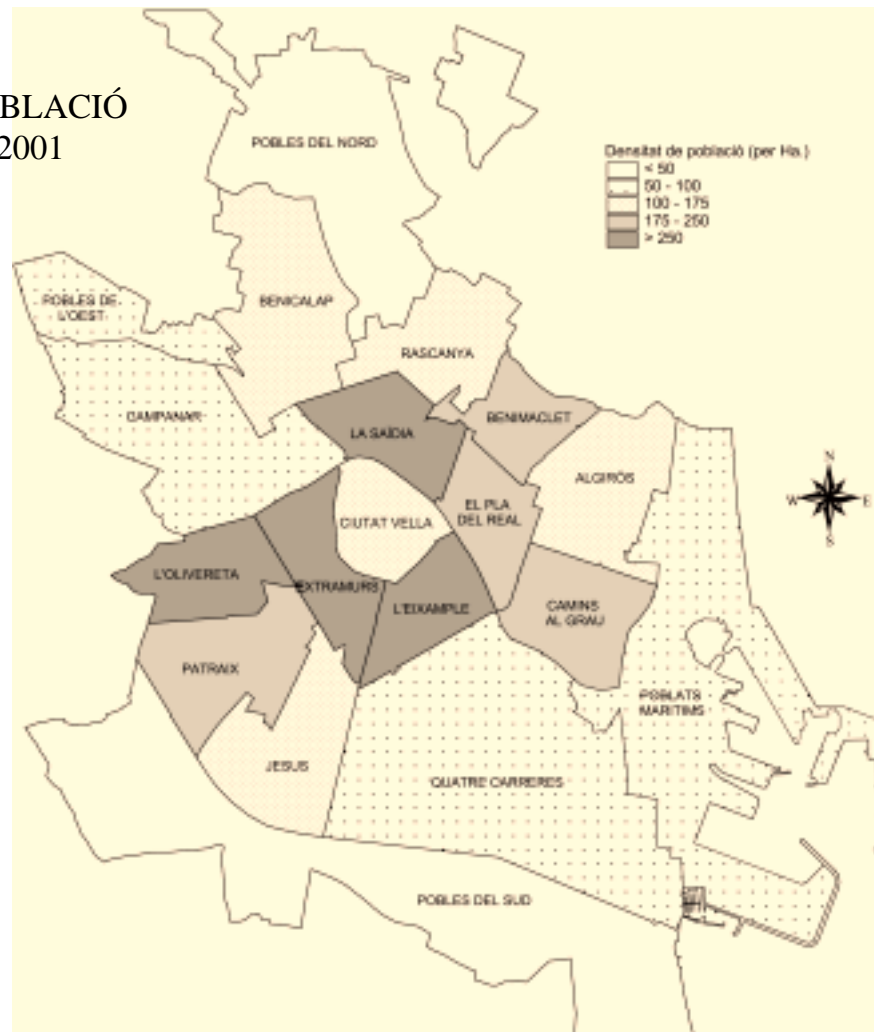 BLACIÓ
2001
POBLES DEL NORD
Densitat de població (per Ha.)
< 50
50 - 100
100 - 175
175 - 250
> 250
BENICALAP
POBLES DE
L'OEST
RASCANYA
CAMPANAR
BENIMACLET
LA SAÏDIA
ALGIRÓS
N
W
E
S
EL PLA
DEL REAL
CIUTAT VELLA
L'OLIVERETA
EXTRAMURS
L'EIXAMPLE
CAMINS
AL GRAU
PATRAIX
POBLATS
MARITIMS
JESUS
QUATRE CARRERES
POBLES DEL SUD